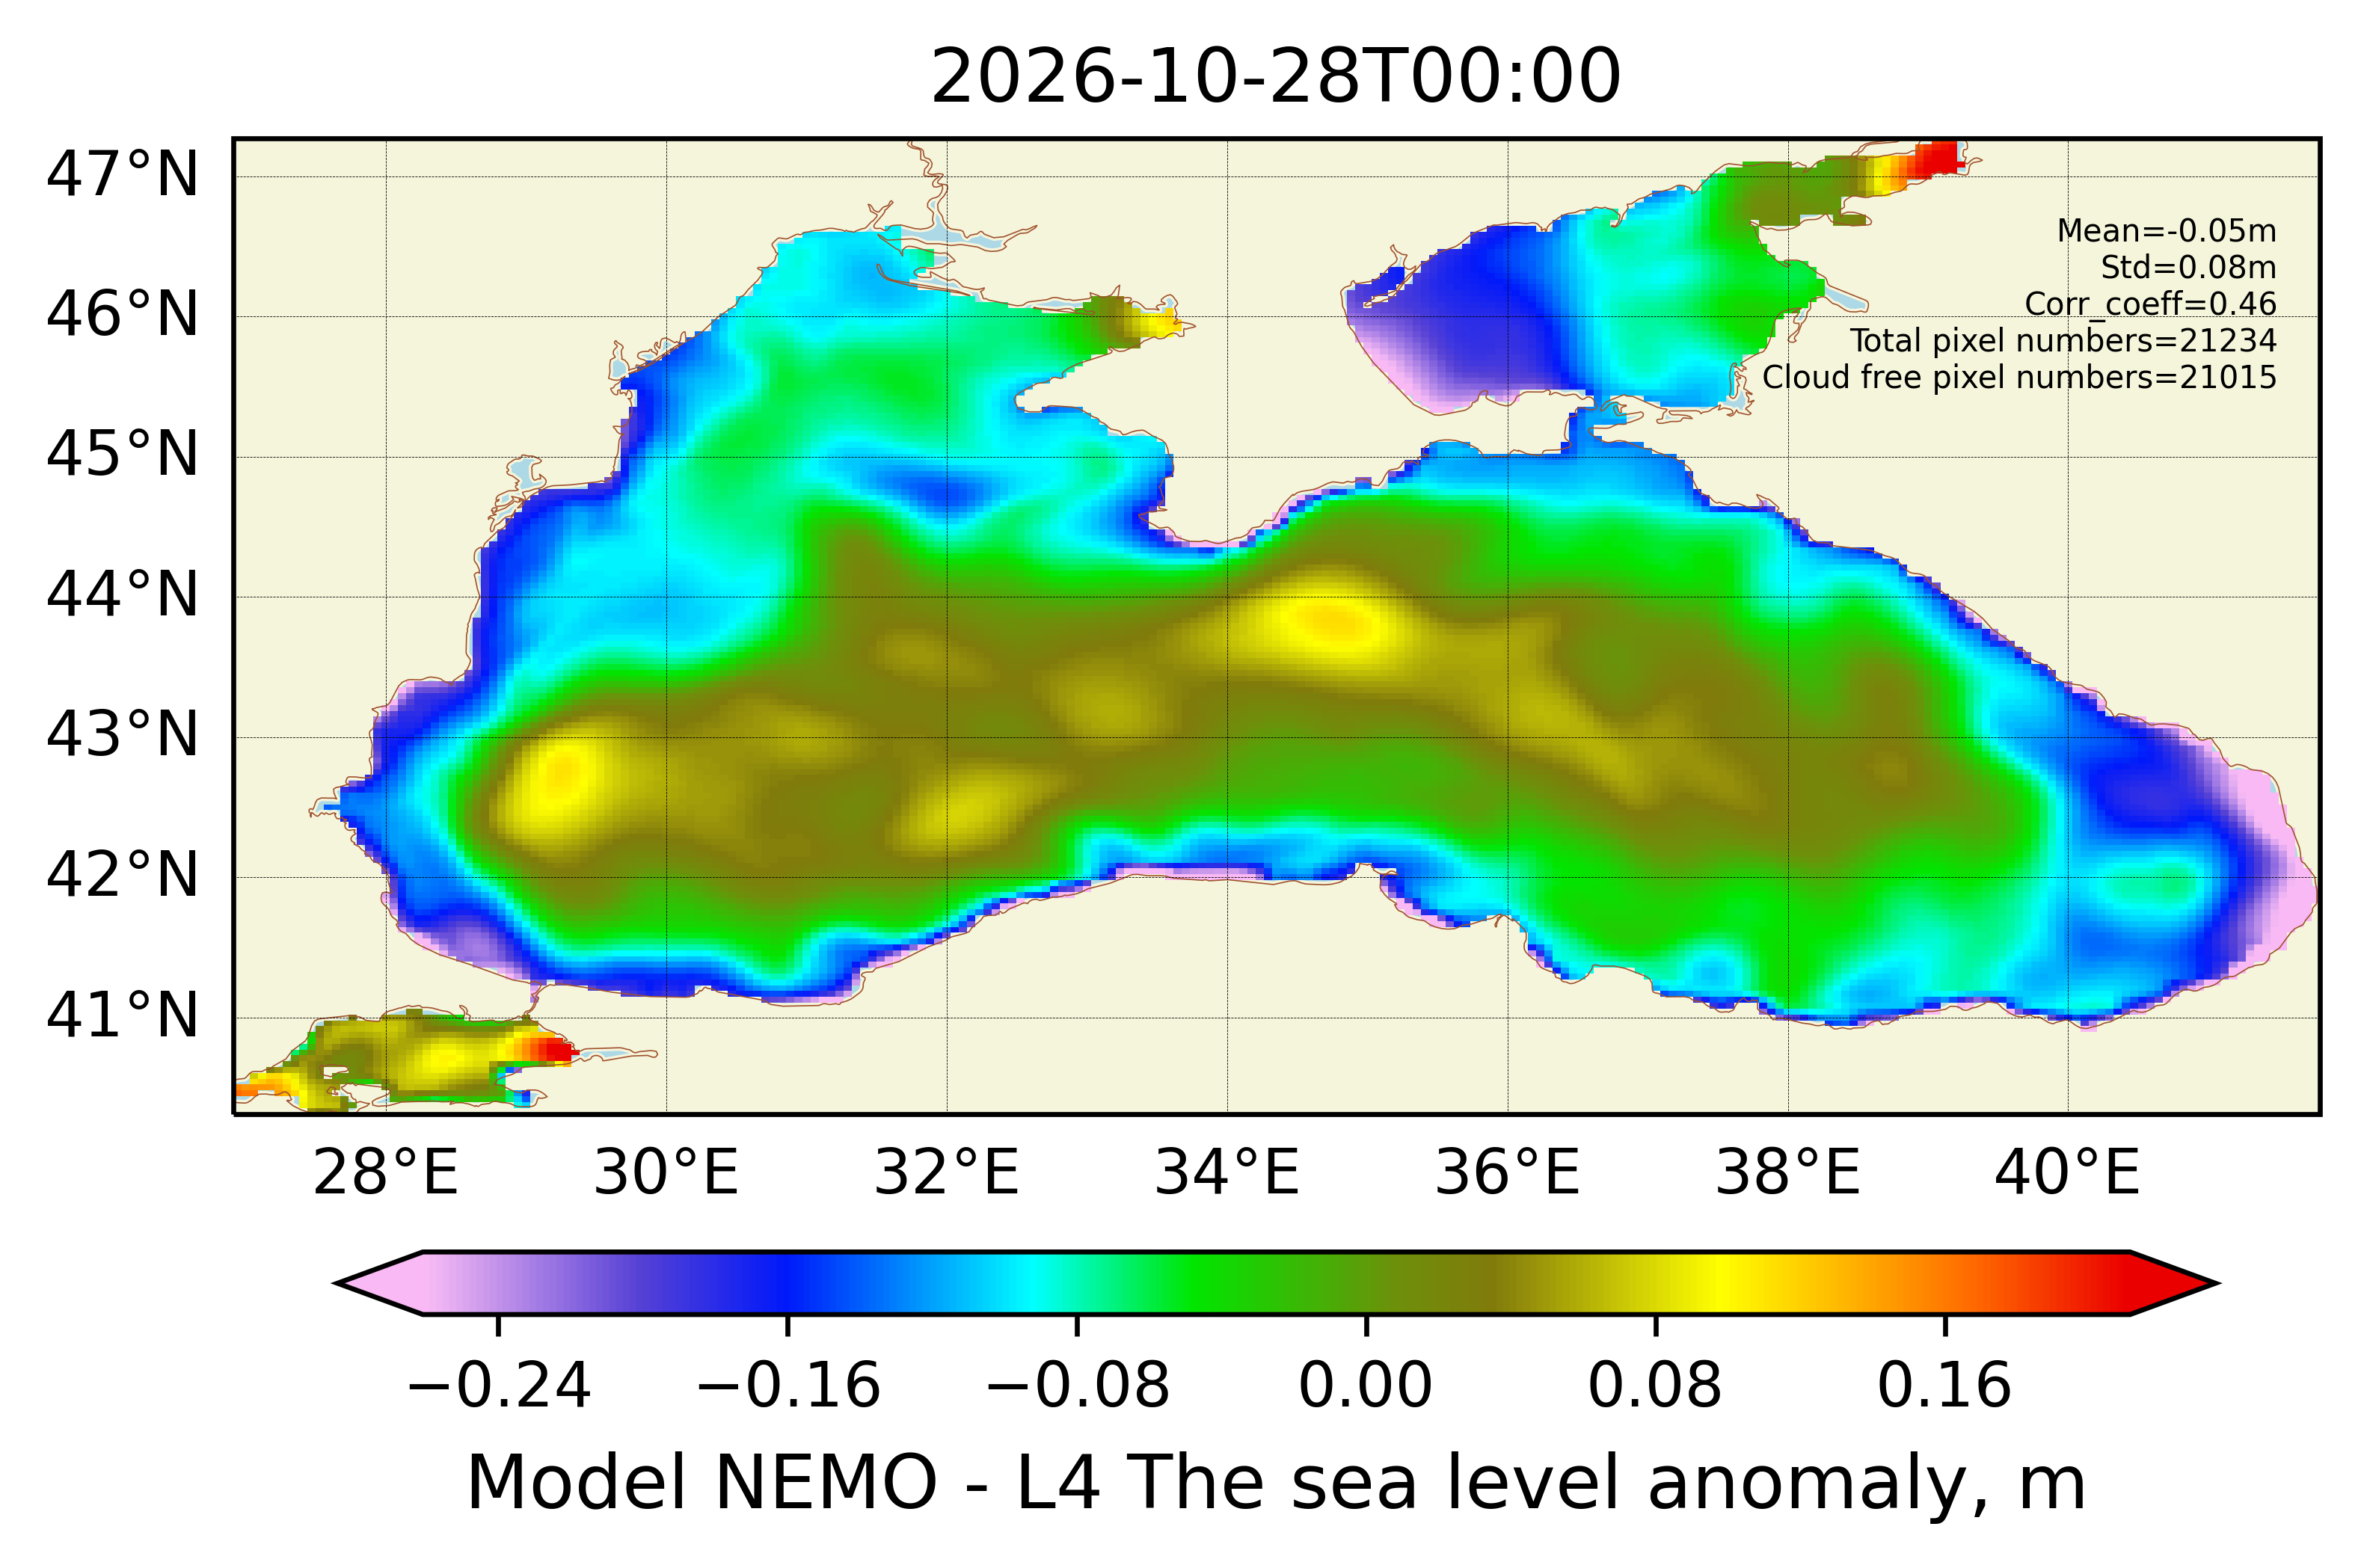 2026-10-28T00:00
47°N
46°N
45°N
44°N
43°N
42°N
41°N
Mean=-0.05m
Std=0.08m
Corr_coeff=0.46
Total pixel numbers=21234
Cloud free pixel numbers=21015
28°E 30°E 32°E 34°E 36°E 38°E 40°E
−0.24 −0.16 −0.08 0.00 0.08 0.16
Model NEMO - L4 The sea level anomaly, m